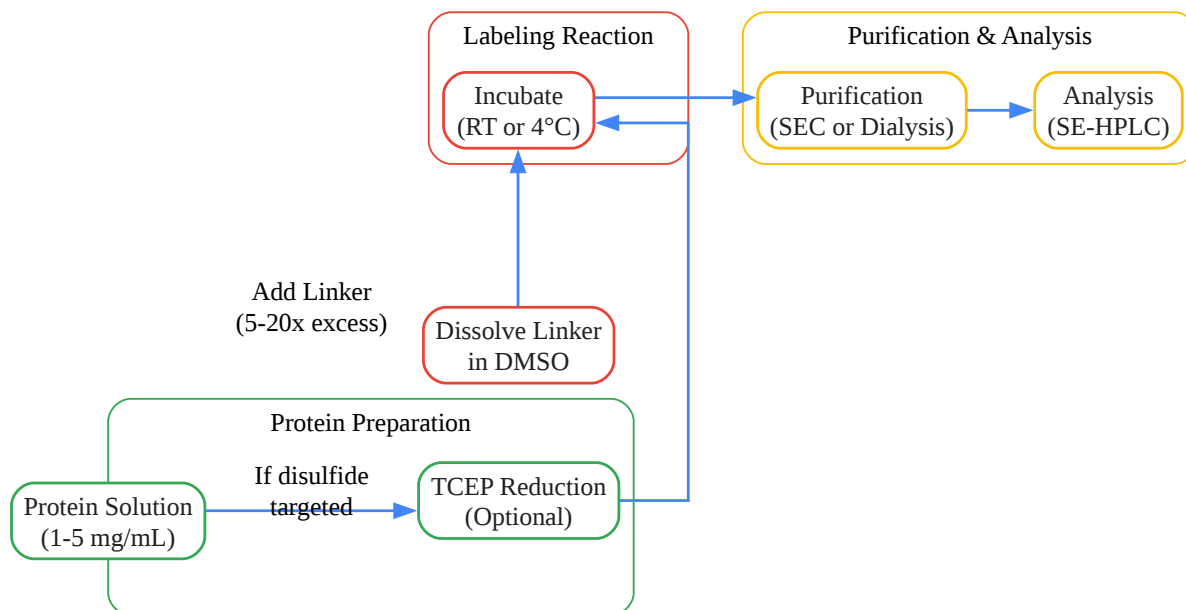 Labeling Reaction
Purification & Analysis
Incubate
(RT or 4°C)
Purification
(SEC or Dialysis)
Analysis
(SE-HPLC)
Add Linker
(5-20x excess)
Dissolve Linker
in DMSO
Protein Preparation
If disulfide
targeted
TCEP Reduction
(Optional)
Protein Solution
(1-5 mg/mL)